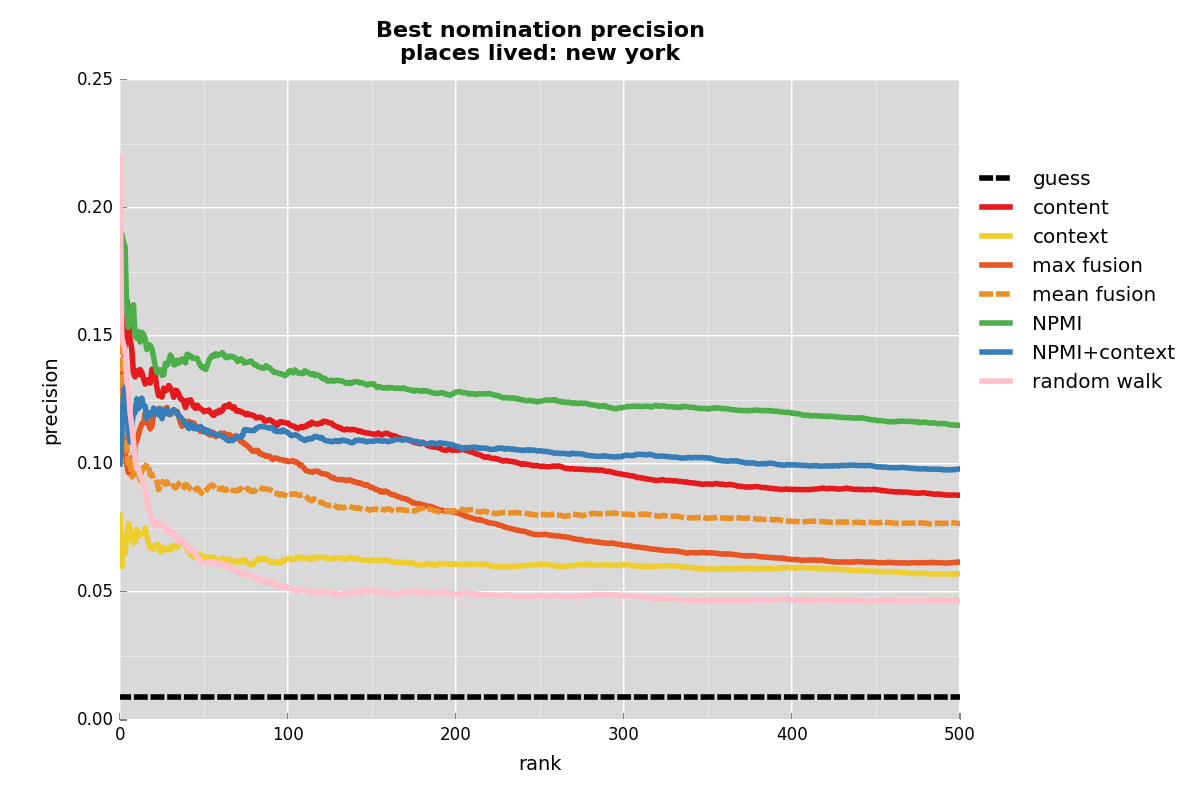 Best nomination precision
places lived: new york
0.25
0.20
0.15
0.10
0.05
0.00
precision
0 100 200 300 400 500
rank
guess
content
context
max fusion
mean fusion
NPMI
NPMI+context
random walk